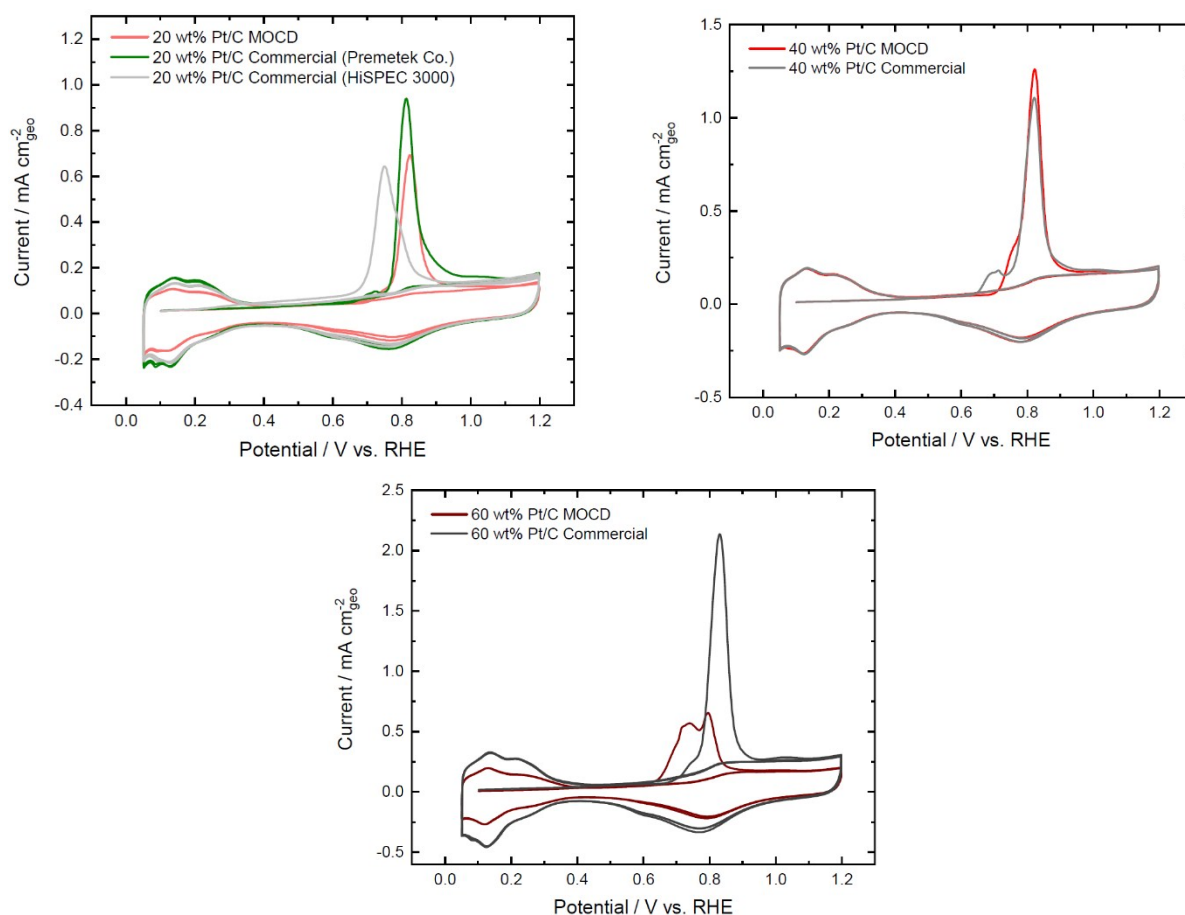 20 wt% Pt/C MOCD
20 wt% Pt/C Commercial (Premetek Co.)
20 wt% Pt/C Commercial (HiSPEC 3000)
Current / mA cm⁻²geo
1.2
1.0
0.8
0.6
0.4
0.2
0.0
-0.2
-0.4
0.0 0.2 0.4 0.6 0.8 1.0 1.2
Potential / V vs. RHE
40 wt% Pt/C MOCD
40 wt% Pt/C Commercial
Current / mA cm⁻²geo
1.5
1.0
0.5
0.0
-0.5
0.0 0.2 0.4 0.6 0.8 1.0 1.2
Potential / V vs. RHE
60 wt% Pt/C MOCD
60 wt% Pt/C Commercial
Current / mA cm⁻²geo
2.5
2.0
1.5
1.0
0.5
0.0
-0.5
0.0 0.2 0.4 0.6 0.8 1.0 1.2
Potential / V vs. RHE